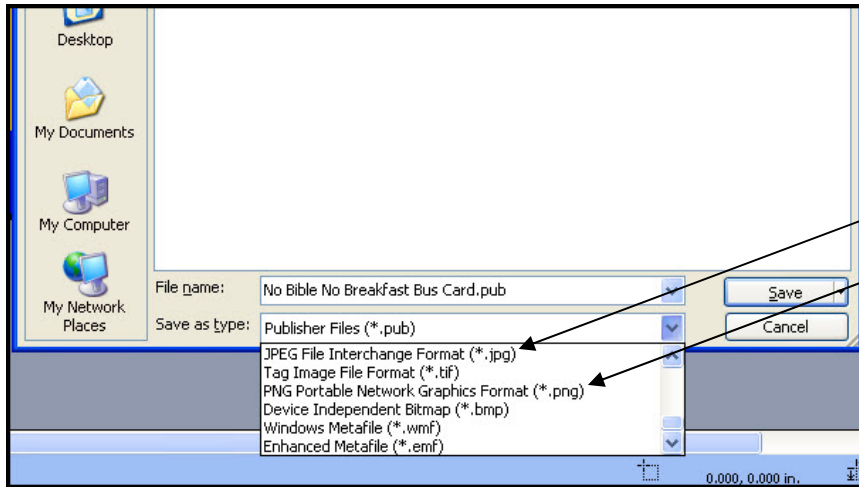 Desktop
My Documents
My Computer
My Network
Places
File name: No Bible No Breakfast Bus Card.pub Save
Save as type: Publisher Files (*.pub) Cancel
JPEG File Interchange Format (*.jpg)
Tag Image File Format (*.tif)
PNG Portable Network Graphics Format (*.png)
Device Independent Bitmap (*.bmp)
Windows Metafile (*.wmf)
Enhanced Metafile (*.emf)
0.000, 0.000 in.